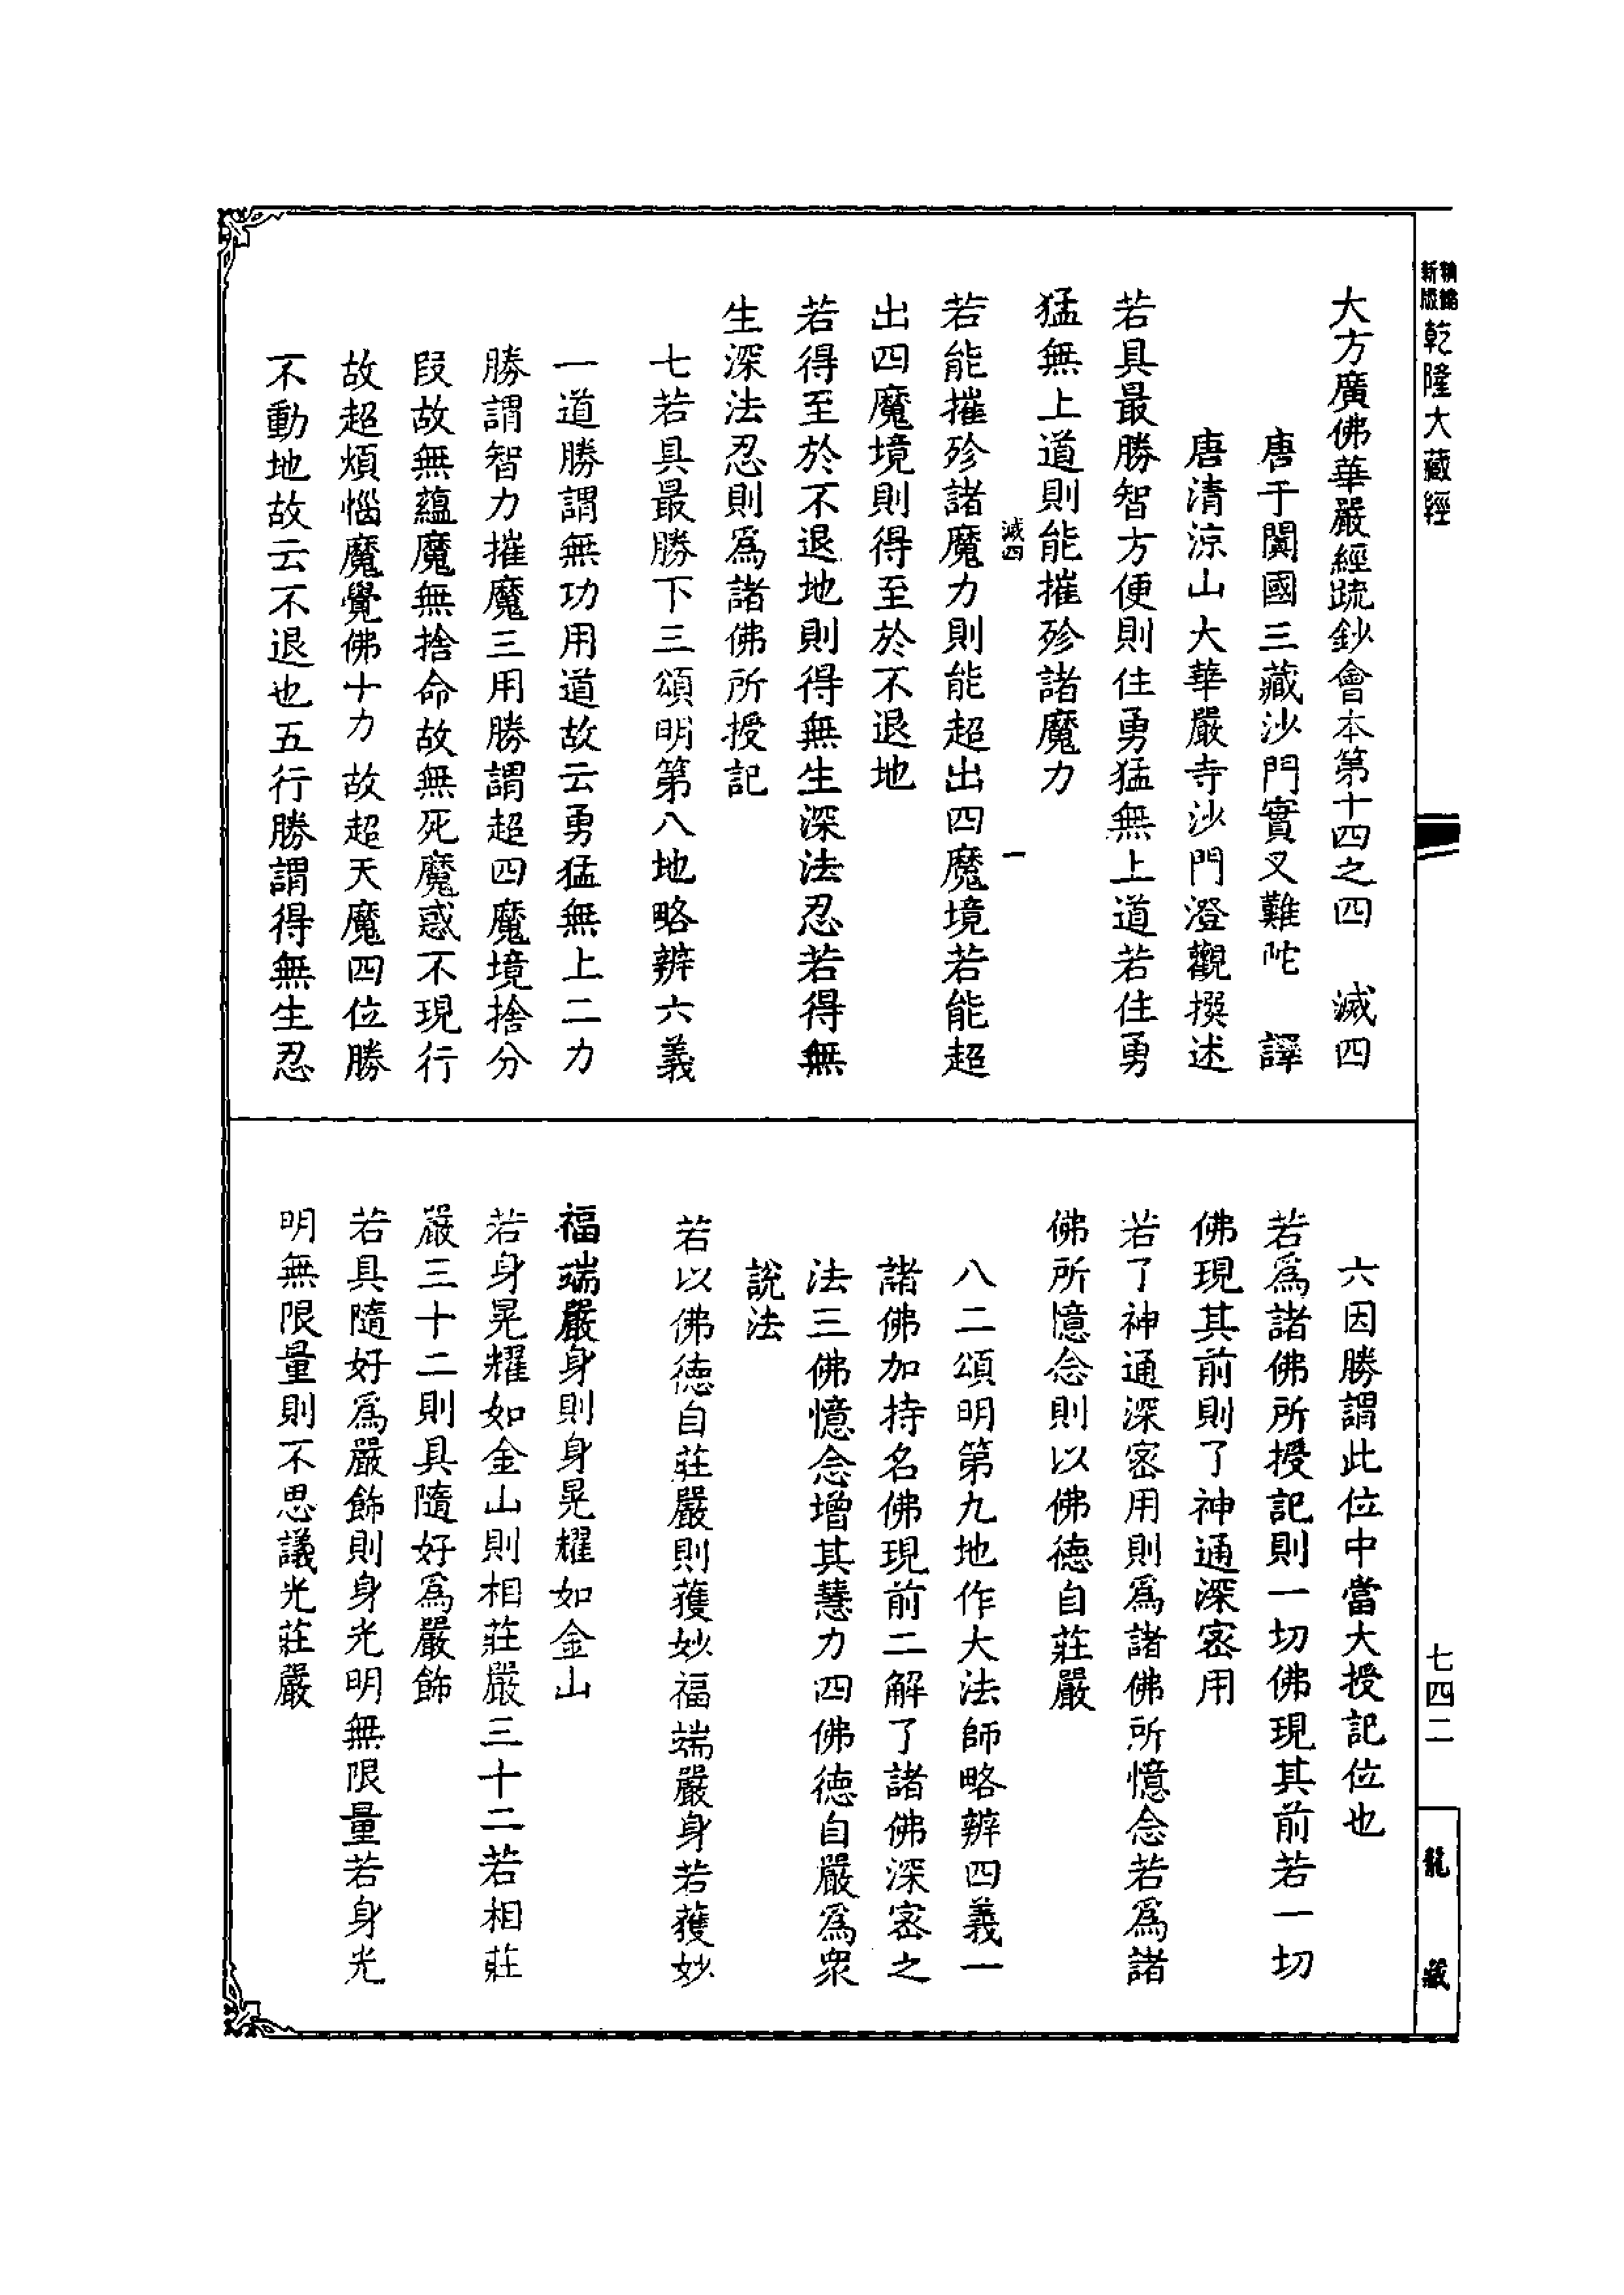 新版精縮乾隆大藏經
大方廣佛華嚴經疏鈔會本第十四之四　滅四
唐于闐國三藏沙門實叉難陀　譯
唐清涼山大華嚴寺沙門澄觀撰述
若具最勝智方便則住勇猛無上道若住勇
猛無上道則能摧殄諸魔力
滅四　一
若能摧殄諸魔力則能超出四魔境若能超
出四魔境則得至於不退地
若得至於不退地則得無生深法忍若得無
生深法忍則爲諸佛所授記
七若具最勝下三頌明第八地略辨六義
一道勝謂無功用道故云勇猛無上二力
勝謂智力摧魔三用勝謂超四魔境捨分
段故無蘊魔無捨命故無死魔惑不現行
故超煩惱魔覺佛十力故超天魔四位勝
不動地故云不退也五行勝謂得無生忍
六因勝謂此位中當大授記位也
若爲諸佛所授記則一切佛現其前若一切
佛現其前則了神通深密用
若了神通深密用則爲諸佛所憶念若爲諸
佛所憶念則以佛德自莊嚴
八二頌明第九地作大法師略辨四義一
諸佛加持名佛現前二解了諸佛深密之
法三佛憶念增其慧力四佛德自嚴爲衆
說法
若以佛德自莊嚴則獲妙福端嚴身若獲妙
福端嚴身則身晃耀如金山
若身晃耀如金山則相莊嚴三十二若相莊
嚴三十二則具隨好爲嚴飾
若具隨好爲嚴飾則身光明無限量若身光
明無限量則不思議光莊嚴
七四二
龍藏